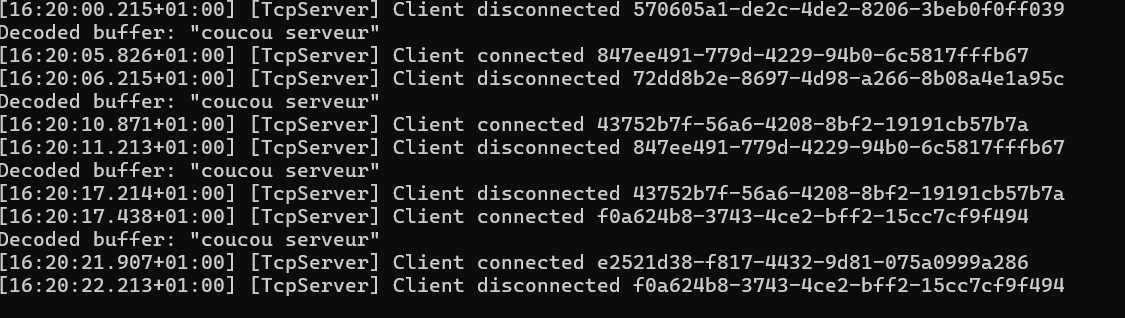 [16:20:00.215+01:00] [TcpServer] Client disconnected 570605a1-de2c-4de2-8206-3beb0f0ff039
Decoded buffer: "coucou serveur"
[16:20:05.826+01:00] [TcpServer] Client connected 847ee491-779d-4229-94b0-6c5817fffb67
[16:20:06.215+01:00] [TcpServer] Client disconnected 72dd8b2e-8697-4d98-a266-8b08a4e1a95c
Decoded buffer: "coucou serveur"
[16:20:10.871+01:00] [TcpServer] Client connected 43752b7f-56a6-4208-8bf2-19191cb57b7a
[16:20:11.213+01:00] [TcpServer] Client disconnected 847ee491-779d-4229-94b0-6c5817fffb67
Decoded buffer: "coucou serveur"
[16:20:17.214+01:00] [TcpServer] Client disconnected 43752b7f-56a6-4208-8bf2-19191cb57b7a
[16:20:17.438+01:00] [TcpServer] Client connected f0a624b8-3743-4ce2-bff2-15cc7cf9f494
Decoded buffer: "coucou serveur"
[16:20:21.907+01:00] [TcpServer] Client connected e2521d38-f817-4432-9d81-075a0999a286
[16:20:22.213+01:00] [TcpServer] Client disconnected f0a624b8-3743-4ce2-bff2-15cc7cf9f494